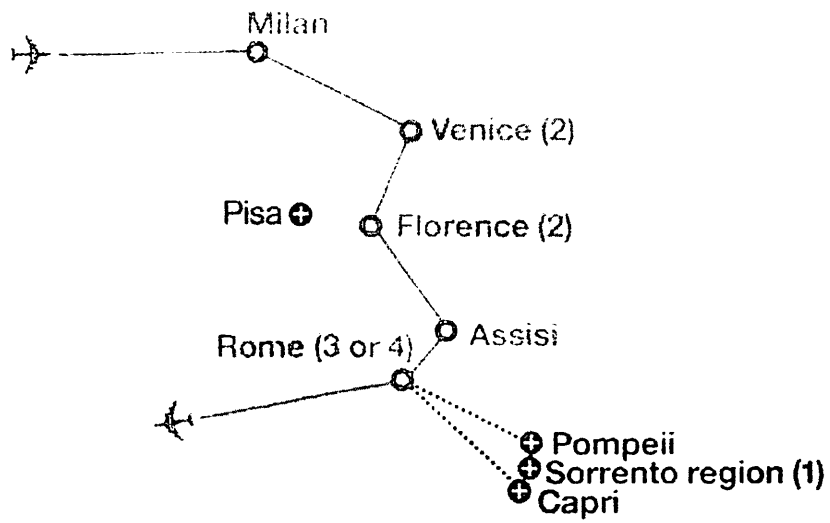 Milan
Venice (2)
Pisa
Florence (2)
Assisi
Rome (3 or 4)
Pompeii
Sorrento region (1)
Capri